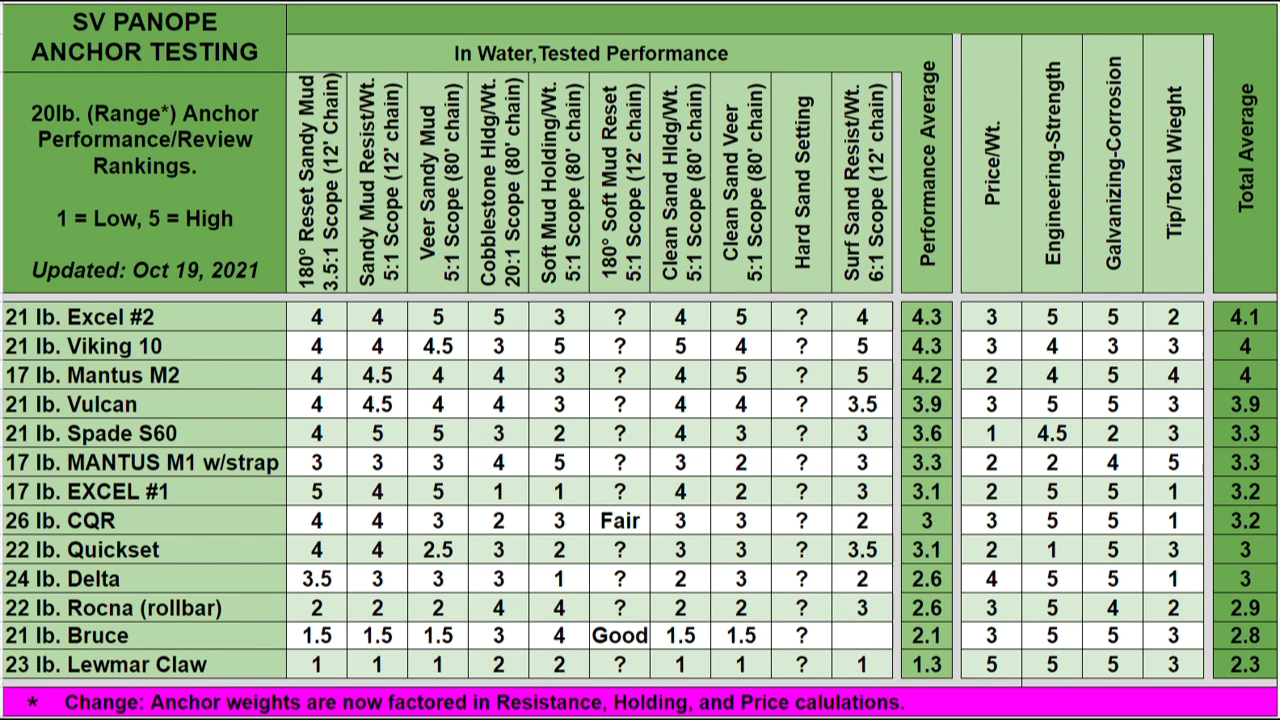 SV PANOPE
ANCHOR TESTING
20lb. (Range*) Anchor
Performance/Review
Rankings.
1 = Low, 5 = High
Updated: Oct 19, 2021
In Water,Tested Performance
180° Reset Sandy Mud
3.5:1 Scope (12' Chain)
Sandy Mud Resist/Wt.
5:1 Scope (12' chain)
Veer Sandy Mud
5:1 Scope (80' chain)
Cobblestone Hldg/Wt.
20:1 Scope (80' chain)
Soft Mud Holding/Wt.
5:1 Scope (80' chain)
180° Soft Mud Reset
5:1 Scope (12' chain)
Clean Sand Hldg/Wt.
5:1 Scope (80' chain)
Clean Sand Veer
5:1 Scope (80' chain)
Hard Sand Setting
Surf Sand Resist/Wt.
6:1 Scope (12' chain)
Performance Average
Price/Wt.
Engineering-Strength
Galvanizing-Corrosion
Tip/Total Wieght
Total Average
21 lb. Excel #2 4 4 5 5 3 ? 4 5 ? 4 4.3 3 5 5 2 4.1
21 lb. Viking 10 4 4 4.5 3 5 ? 5 4 ? 5 4.3 3 4 3 3 4
17 lb. Mantus M2 4 4.5 4 4 3 ? 4 5 ? 5 4.2 2 4 5 4 4
21 lb. Vulcan 4 4.5 4 4 3 ? 4 4 ? 3.5 3.9 3 5 5 3 3.9
21 lb. Spade S60 4 5 5 3 2 ? 4 3 ? 3 3.6 1 4.5 2 3 3.3
17 lb. MANTUS M1 w/strap 3 3 3 4 5 ? 3 2 ? 3 3.3 2 2 4 5 3.3
17 lb. EXCEL #1 5 4 5 1 1 ? 4 2 ? 3 3.1 2 5 5 1 3.2
26 lb. CQR 4 4 3 2 3 Fair 3 3 ? 2 3 3 5 5 1 3.2
22 lb. Quickset 4 4 2.5 3 2 ? 3 3 ? 3.5 3.1 2 1 5 3 3
24 lb. Delta 3.5 3 3 3 1 ? 2 3 ? 2 2.6 4 5 5 1 3
22 lb. Rocna (rollbar) 2 2 2 4 4 ? 2 2 ? 3 2.6 3 5 4 2 2.9
21 lb. Bruce 1.5 1.5 1.5 3 4 Good 1.5 1.5 ? 2.1 3 5 5 3 2.8
23 lb. Lewmar Claw 1 1 1 2 2 ? 1 1 ? 1 1.3 5 5 5 3 2.3
* Change: Anchor weights are now factored in Resistance, Holding, and Price calulations.